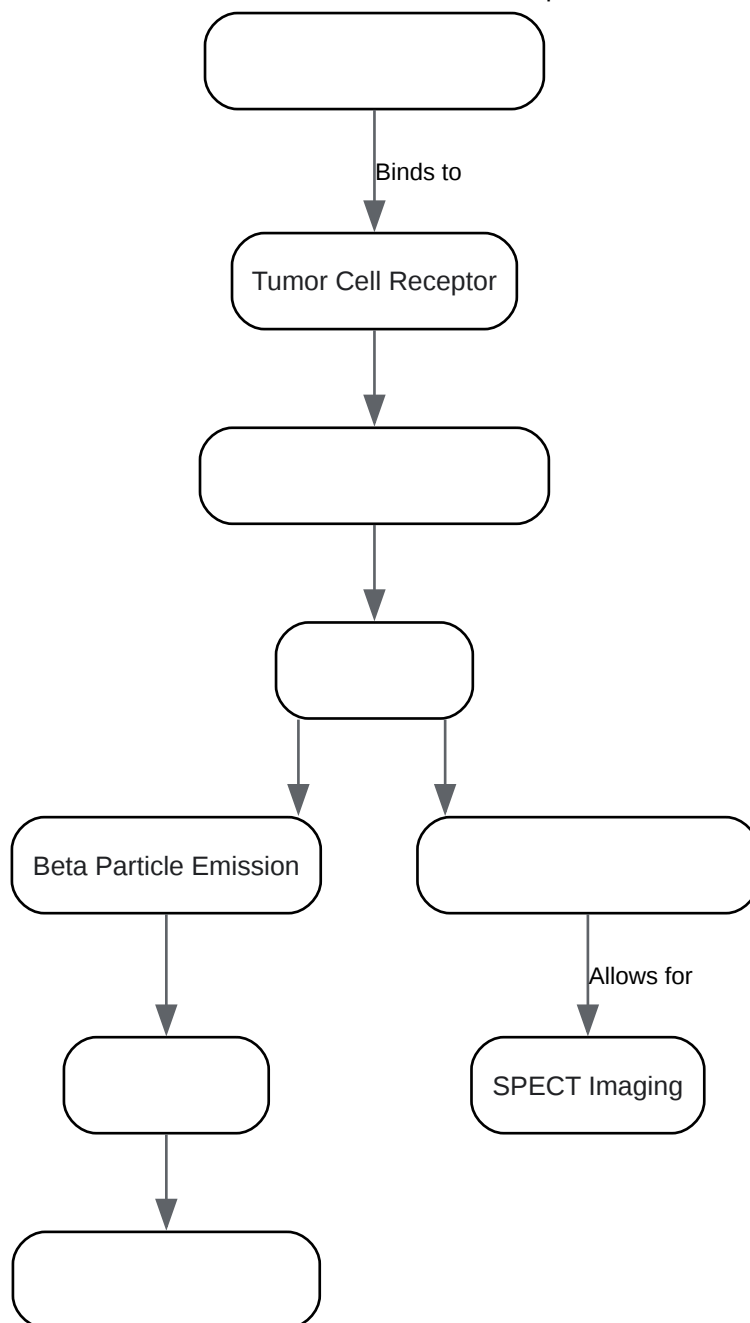 Binds to
Tumor Cell Receptor
Beta Particle Emission
Allows for
SPECT Imaging